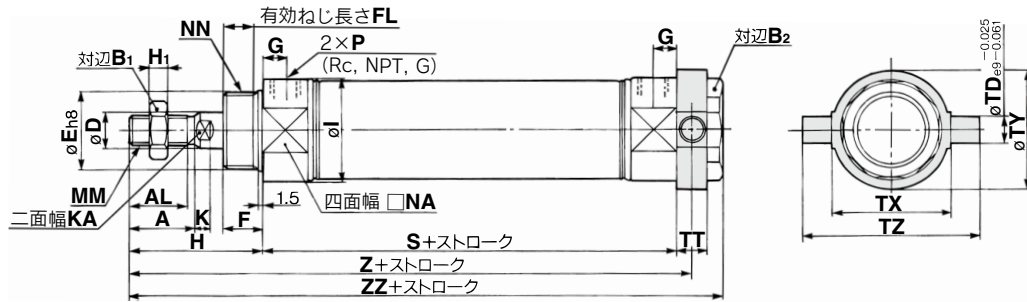 有効ねじ長さFL
NN
G
2×P
(Rc, NPT, G)
G
対辺B2
対辺B1
H1
øEh8
øD
øI
MM
AL
二面幅KA
A
K
F
1.5
四面幅 □NA
H
S+ストローク
TT
Z+ストローク
ZZ+ストローク
øTDe9 -0.025 -0.061
øTY
TX
TZ